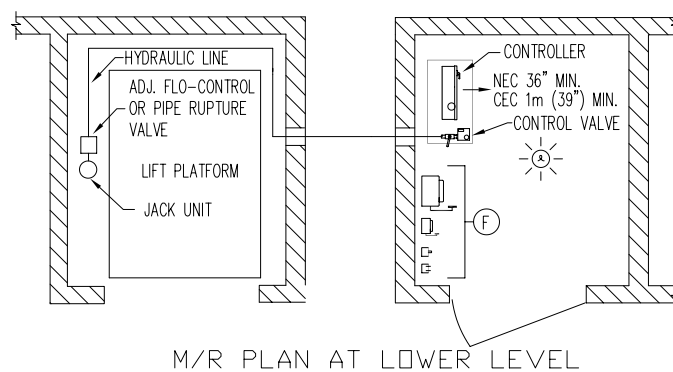 HYDRAULIC LINE
ADJ. FLO-CONTROL
OR PIPE RUPTURE
VALVE
LIFT PLATFORM
JACK UNIT
CONTROLLER
NEC 36" MIN.
CEC 1m (39") MIN.
CONTROL VALVE
F
M/R PLAN AT LOWER LEVEL